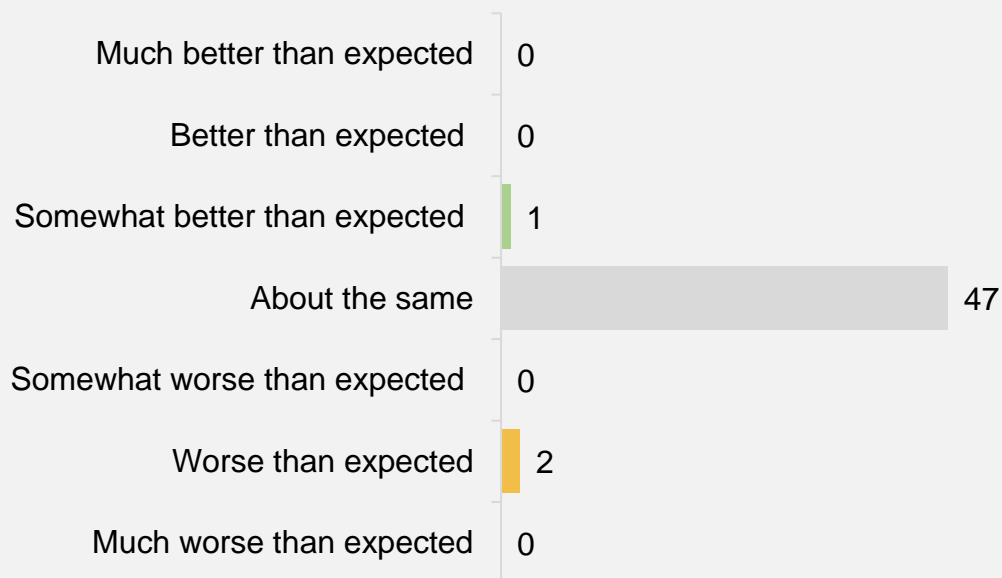 Much better than expected 0
Better than expected 0
Somewhat better than expected 1
About the same 47
Somewhat worse than expected 0
Worse than expected 2
Much worse than expected 0